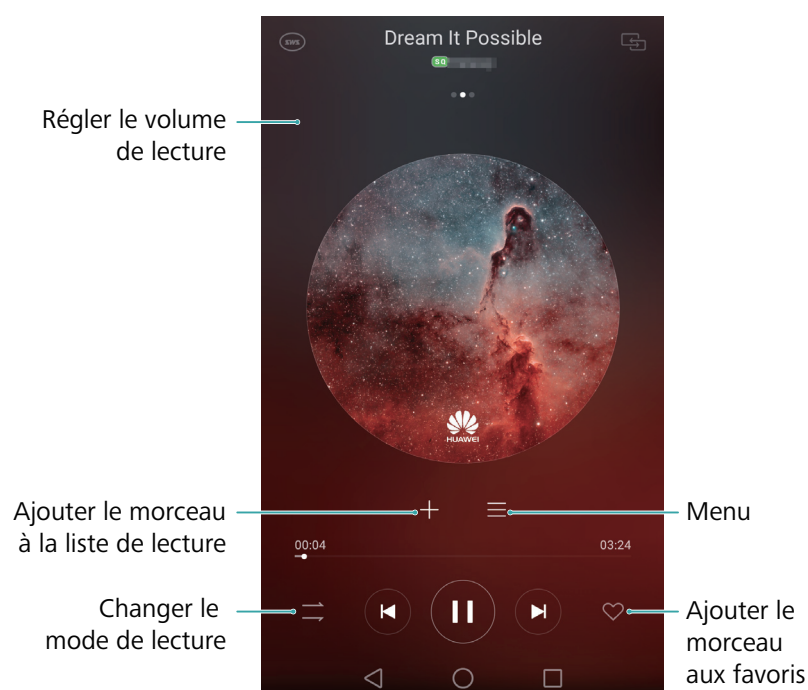 SWS
Dream It Possible
SQ
Régler le volume
de lecture
HUAWEI
Ajouter le morceau
à la liste de lecture
Menu
00:04
03:24
Changer le
mode de lecture
Ajouter le
morceau
aux favoris